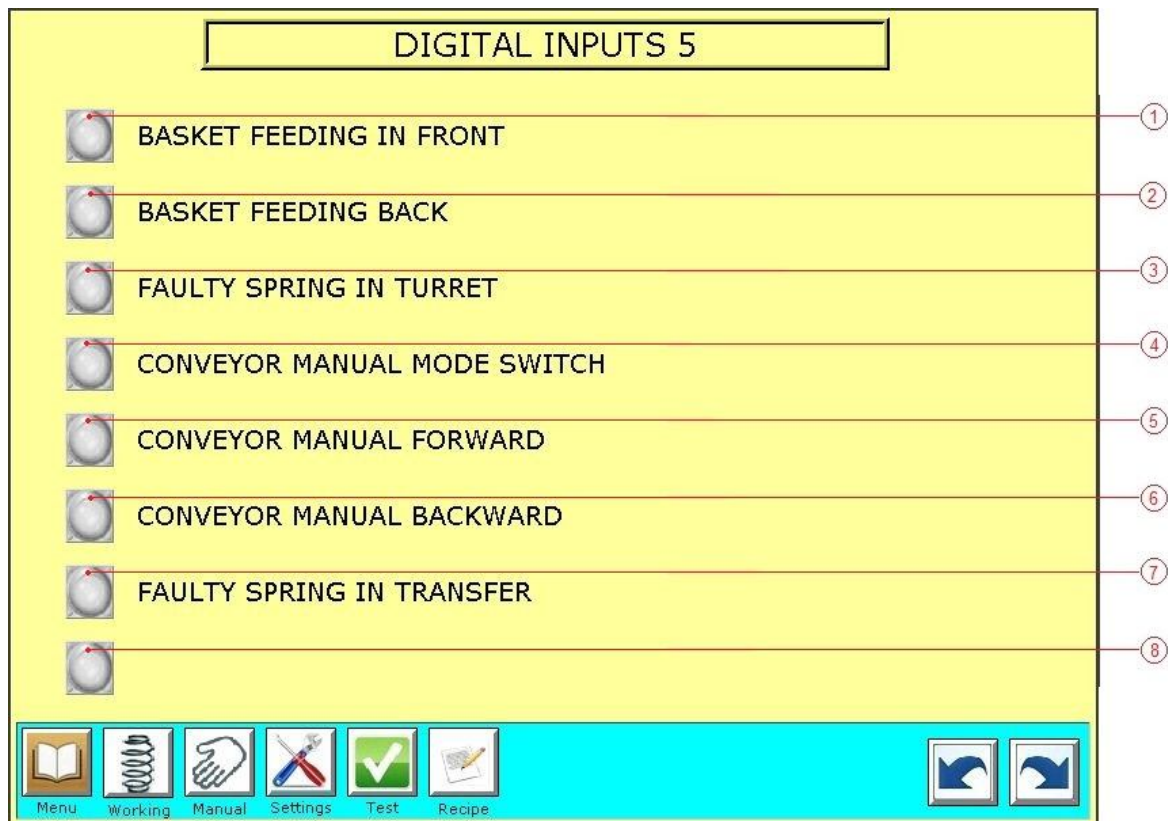 DIGITAL INPUTS 5
1
BASKET FEEDING IN FRONT
2
BASKET FEEDING BACK
3
FAULTY SPRING IN TURRET
4
CONVEYOR MANUAL MODE SWITCH
5
CONVEYOR MANUAL FORWARD
6
CONVEYOR MANUAL BACKWARD
7
FAULTY SPRING IN TRANSFER
8
Menu Working Manual Settings Test Recipe